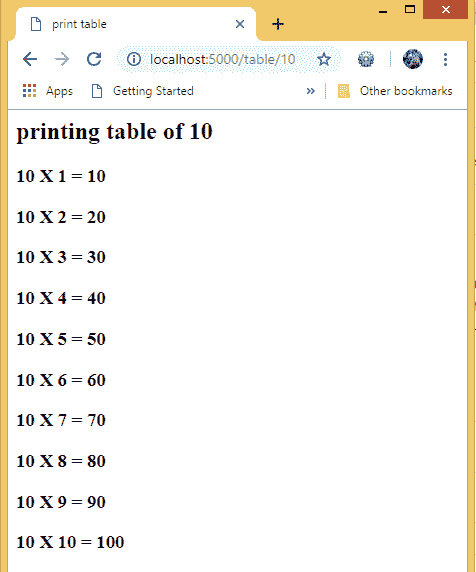 print table
localhost:5000/table/10
Apps Getting Started » Other bookmarks
printing table of 10
10 X 1 = 10
10 X 2 = 20
10 X 3 = 30
10 X 4 = 40
10 X 5 = 50
10 X 6 = 60
10 X 7 = 70
10 X 8 = 80
10 X 9 = 90
10 X 10 = 100